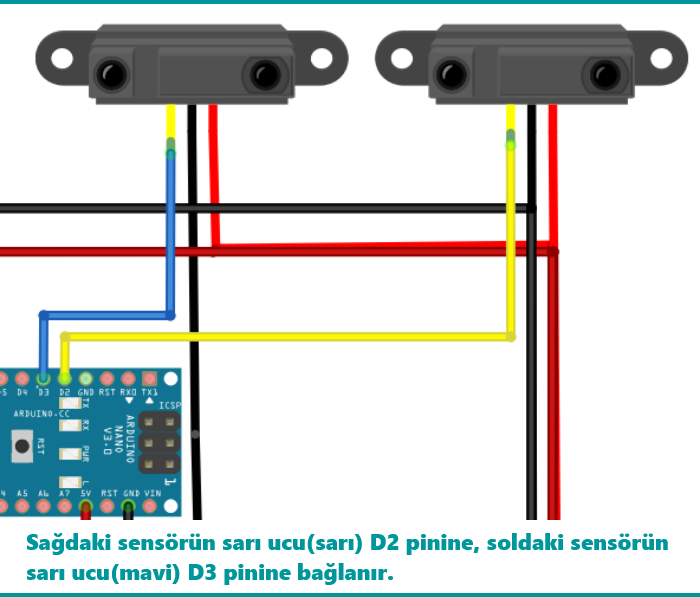 D5 D4 D3 D2 GND RST RX0 TX1
TX
ICSP
ARDUINO.CC
RX
ARDUINO
NANO
V3.0
RST
PWR
L
1
A5 A6 A7 5V RST GND VIN
Sağdaki sensörün sarı ucu(sarı) D2 pinine, soldaki sensörün
sarı ucu(mavi) D3 pinine bağlanır.